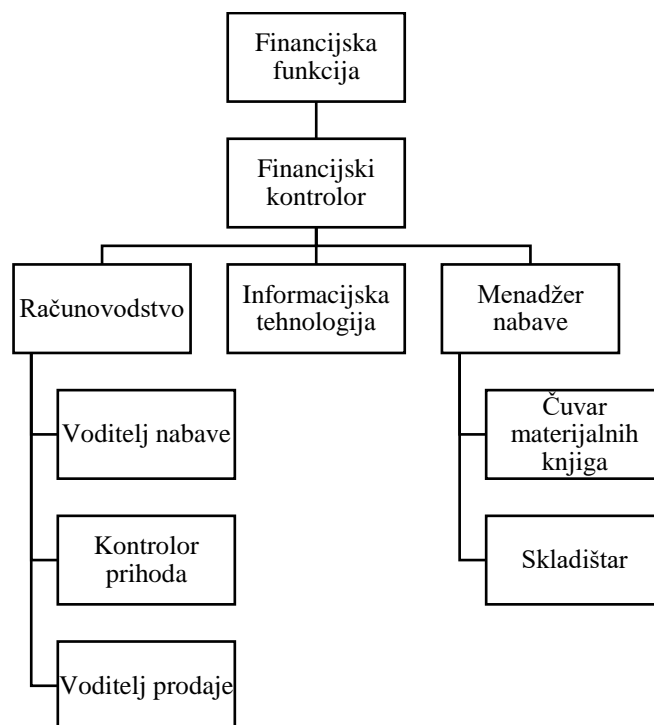 Financijska
funkcija
Financijski
kontrolor
Računovodstvo
Informacijska
tehnologija
Menadžer
nabave
Voditelj nabave
Kontrolor
prihoda
Voditelj prodaje
Čuvar
materijalnih
knjiga
Skladištar